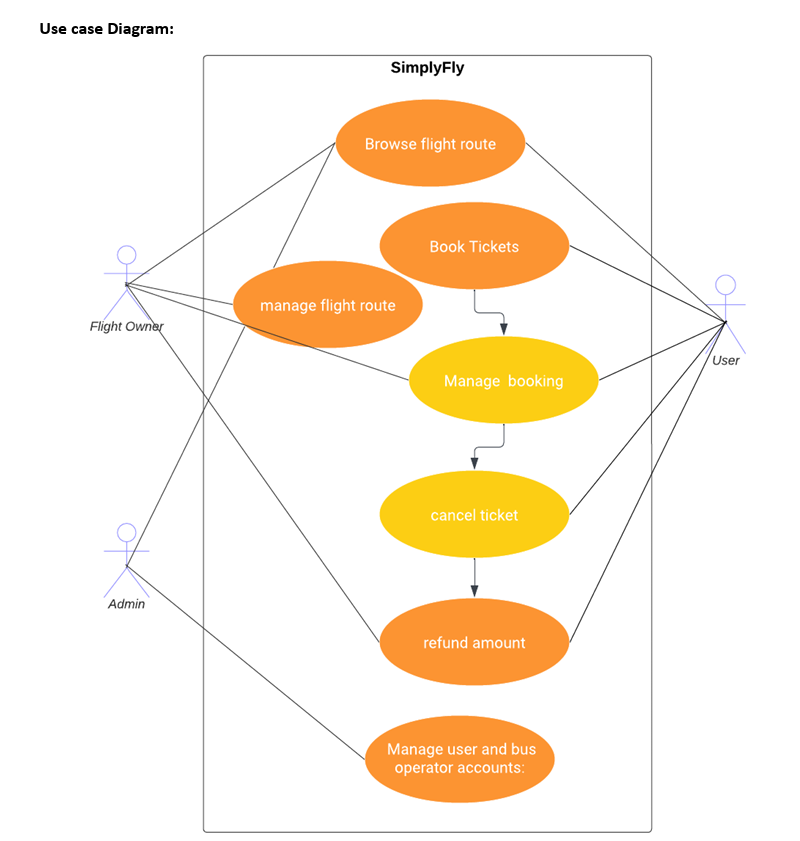 Use case Diagram:
SimplyFly
Browse flight route
Book Tickets
manage flight route
Flight Owner
User
Manage  booking
cancel ticket
Admin
refund amount
Manage user and bus
operator accounts: